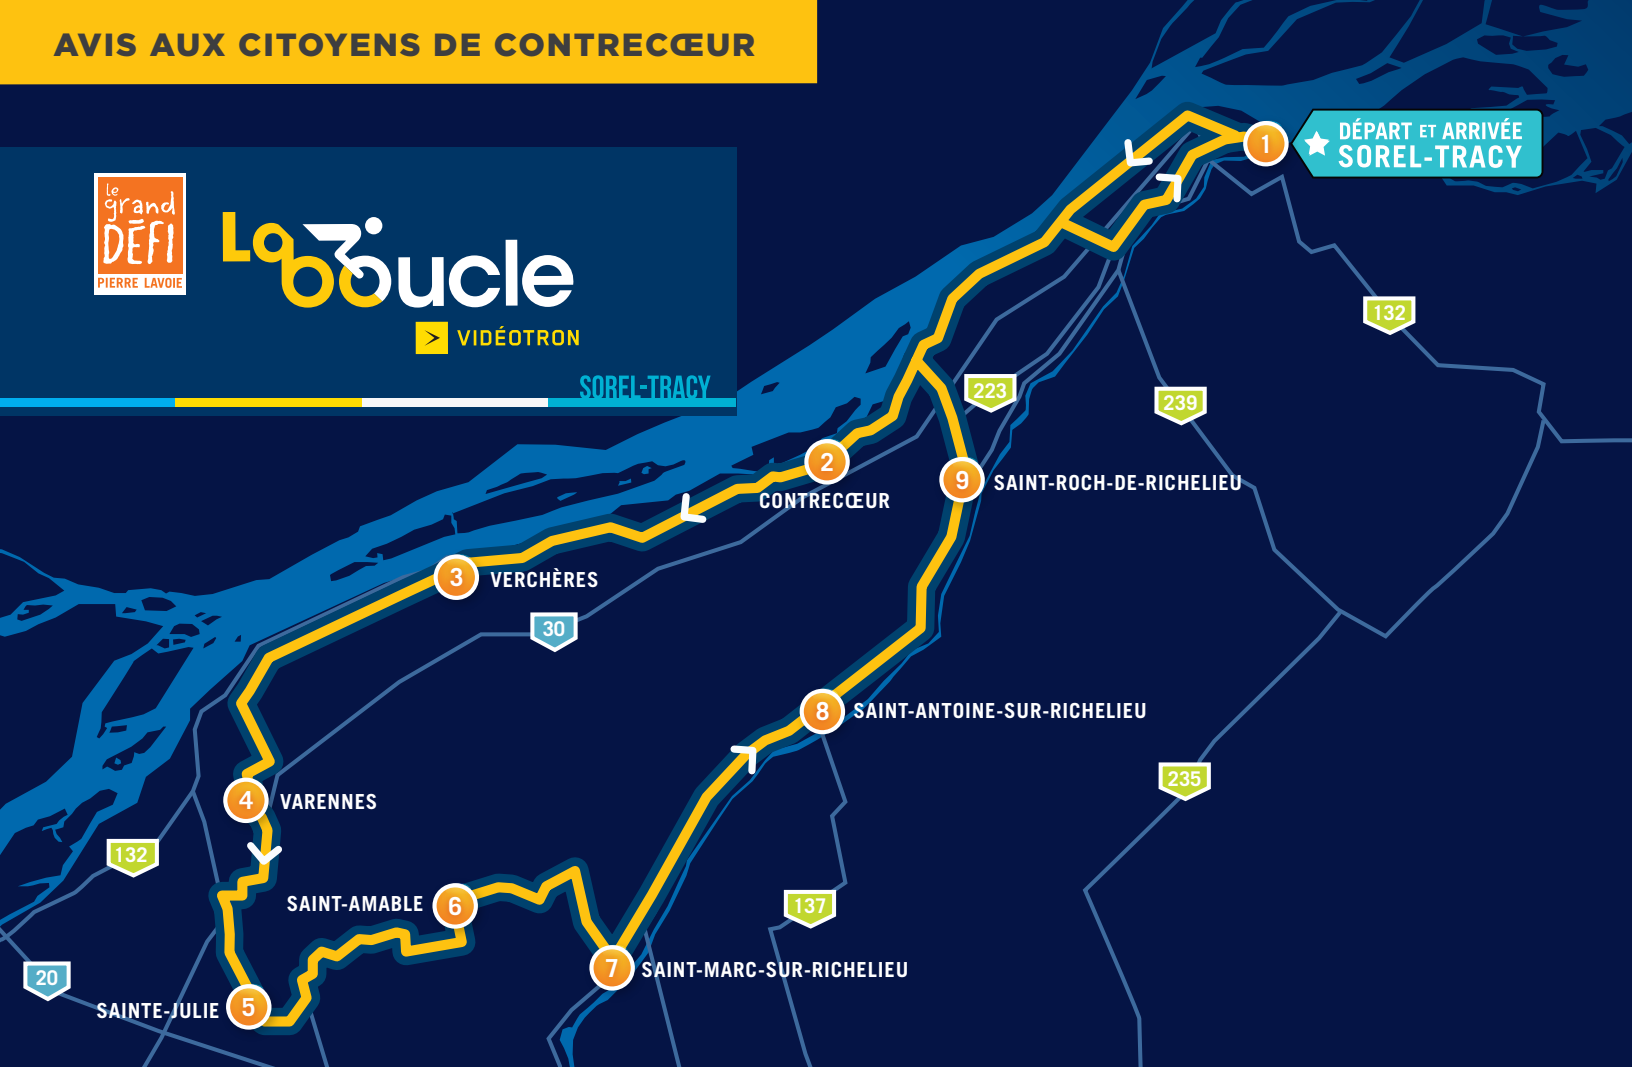 AVIS AUX CITOYENS DE CONTRECŒUR
le
grand
DÉFI
PIERRE LAVOIE
La
boucle
VIDÉOTRON
SOREL-TRACY
1
DÉPART ET ARRIVÉE
SOREL-TRACY
132
223
239
2
CONTRECŒUR
9 SAINT-ROCH-DE-RICHELIEU
3 VERCHÈRES
30
8 SAINT-ANTOINE-SUR-RICHELIEU
235
4 VARENNES
132
SAINT-AMABLE 6
137
7 SAINT-MARC-SUR-RICHELIEU
20
SAINTE-JULIE 5